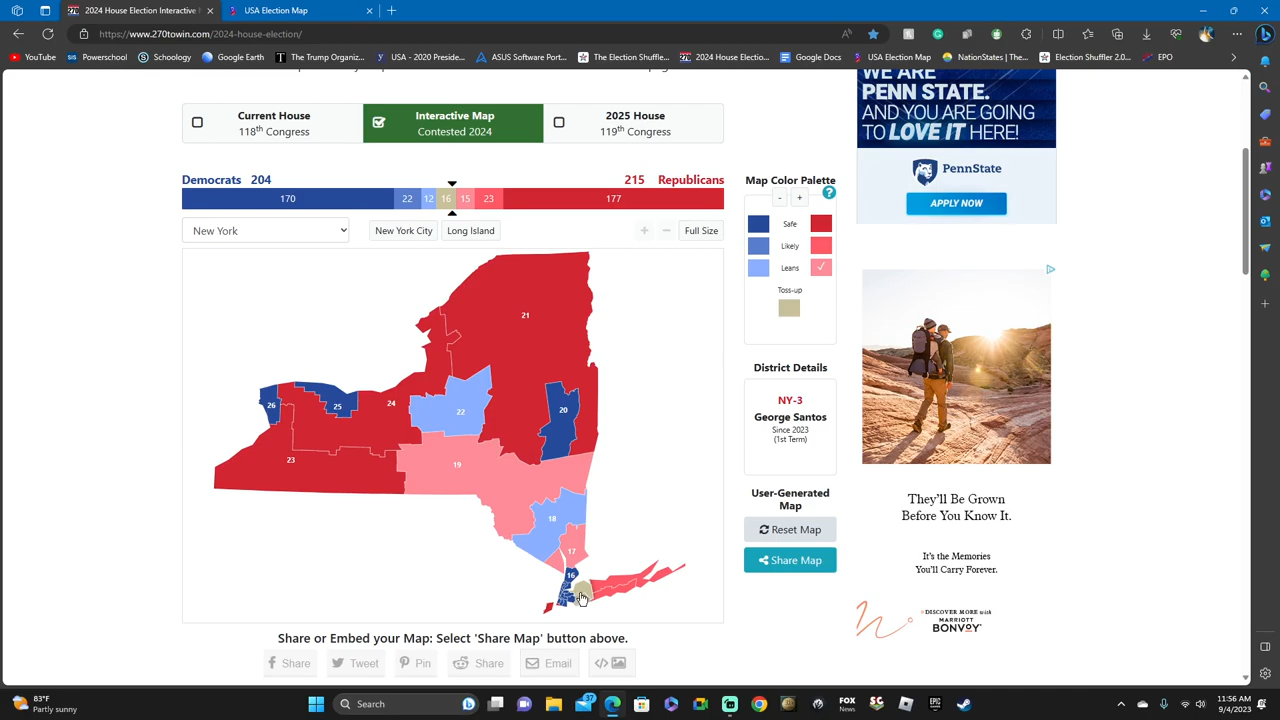 2024 House Election Interactive
USA Election Map
https://www.270towin.com/2024-house-election/
YouTube
Powerschool
Schoology
Google Earth
The Trump Organiz...
USA - 2020 Preside...
ASUS Software Port...
The Election Shuffle...
2024 House Electio...
Google Docs
USA Election Map
NationStates | The...
Election Shuffler 2.0...
EPO
WE ARE
PENN STATE.
AND YOU ARE GOING
TO LOVE IT HERE!
PennState
APPLY NOW
Current House
118th Congress
Interactive Map
Contested 2024
2025 House
119th Congress
Democrats 204
215 Republicans
170 22 12 16 15 23 177
New York
New York City
Long Island
+ −
Full Size
Map Color Palette
- +
?
Safe
Likely
Leans
Toss-up
District Details
NY-3
George Santos
Since 2023
(1st Term)
User-Generated
Map
Reset Map
Share Map
21
26
25
24
22
20
23
19
18
17
16
They'll Be Grown
Before You Know It.
It's the Memories
You'll Carry Forever.
DISCOVER MORE with
MARRIOTT
BONVOY
Share or Embed your Map: Select 'Share Map' button above.
Share
Tweet
Pin
Share
Email
83°F
Partly sunny
Search
37
FOX
News
SG
EPIC
GAMES
11:56 AM
9/4/2023